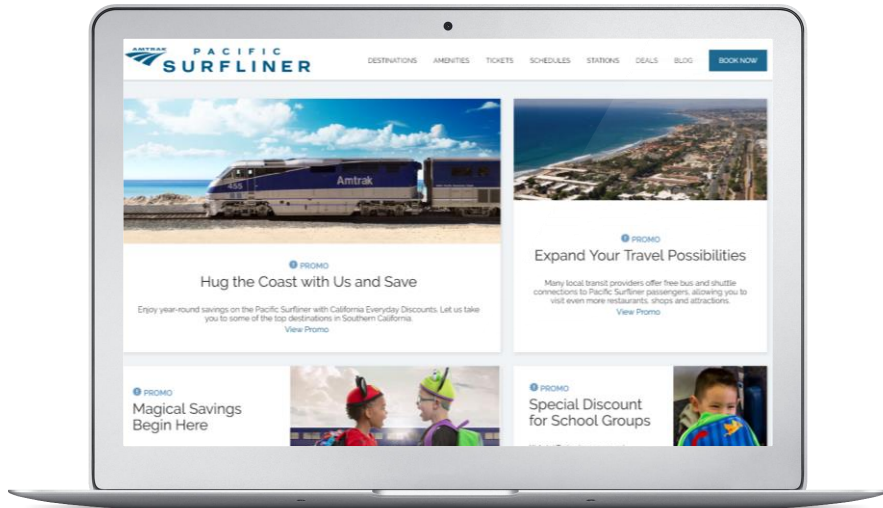 AMTRAK
PACIFIC
SURFLINER
DESTINATIONS AMENITIES TICKETS SCHEDULES STATIONS DEALS BLOG BOOK NOW
455
Amtrak
PROMO
Hug the Coast with Us and Save
Enjoy year-round savings on the Pacific Surfliner with California Everyday Discounts. Let us take
you to some of the top destinations in Southern California.
View Promo
PROMO
Expand Your Travel Possibilities
Many local transit providers offer free bus and shuttle
connections to Pacific Surfliner passengers, allowing you to
visit even more restaurants, shops and attractions.
View Promo
PROMO
Magical Savings
Begin Here
PROMO
Special Discount
for School Groups